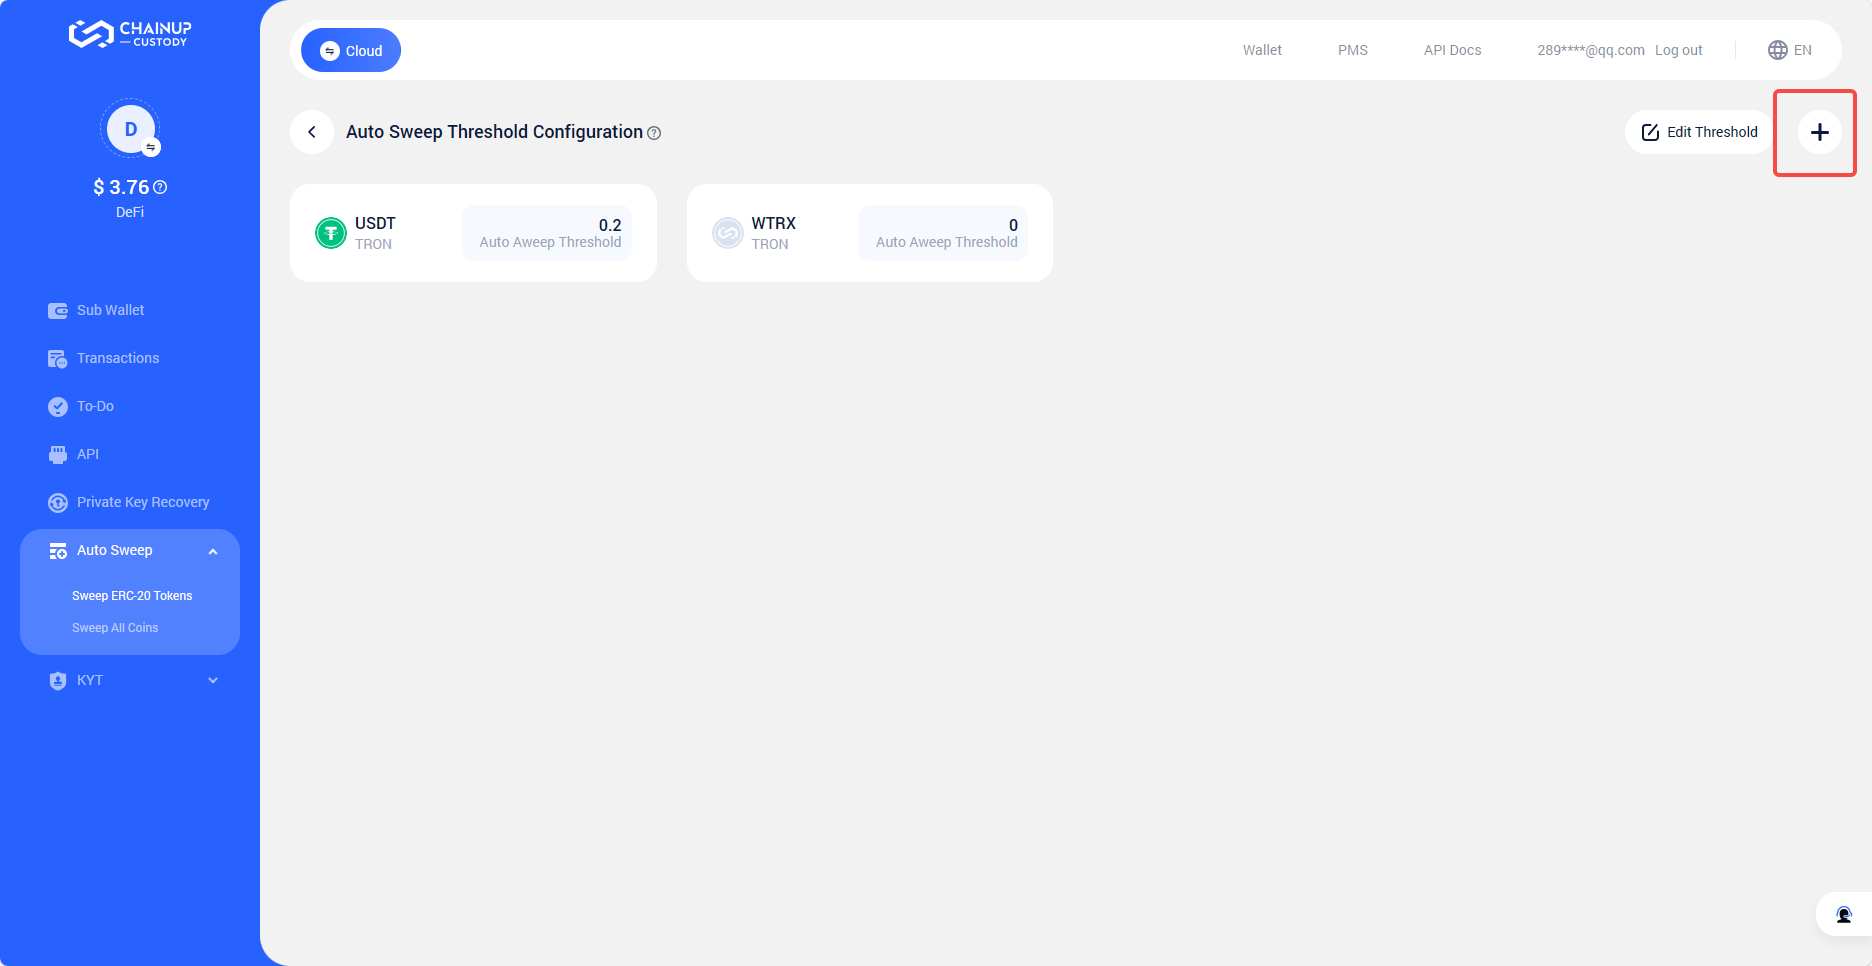 CHAINUP
CUSTODY
D
$ 3.76
DeFi
Sub Wallet
Transactions
To-Do
API
Private Key Recovery
Auto Sweep
Sweep ERC-20 Tokens
Sweep All Coins
KYT
Cloud
Wallet
PMS
API Docs
289****@qq.com Log out
EN
Auto Sweep Threshold Configuration
Edit Threshold
USDT
TRON
0.2
Auto Aweep Threshold
WTRX
TRON
0
Auto Aweep Threshold